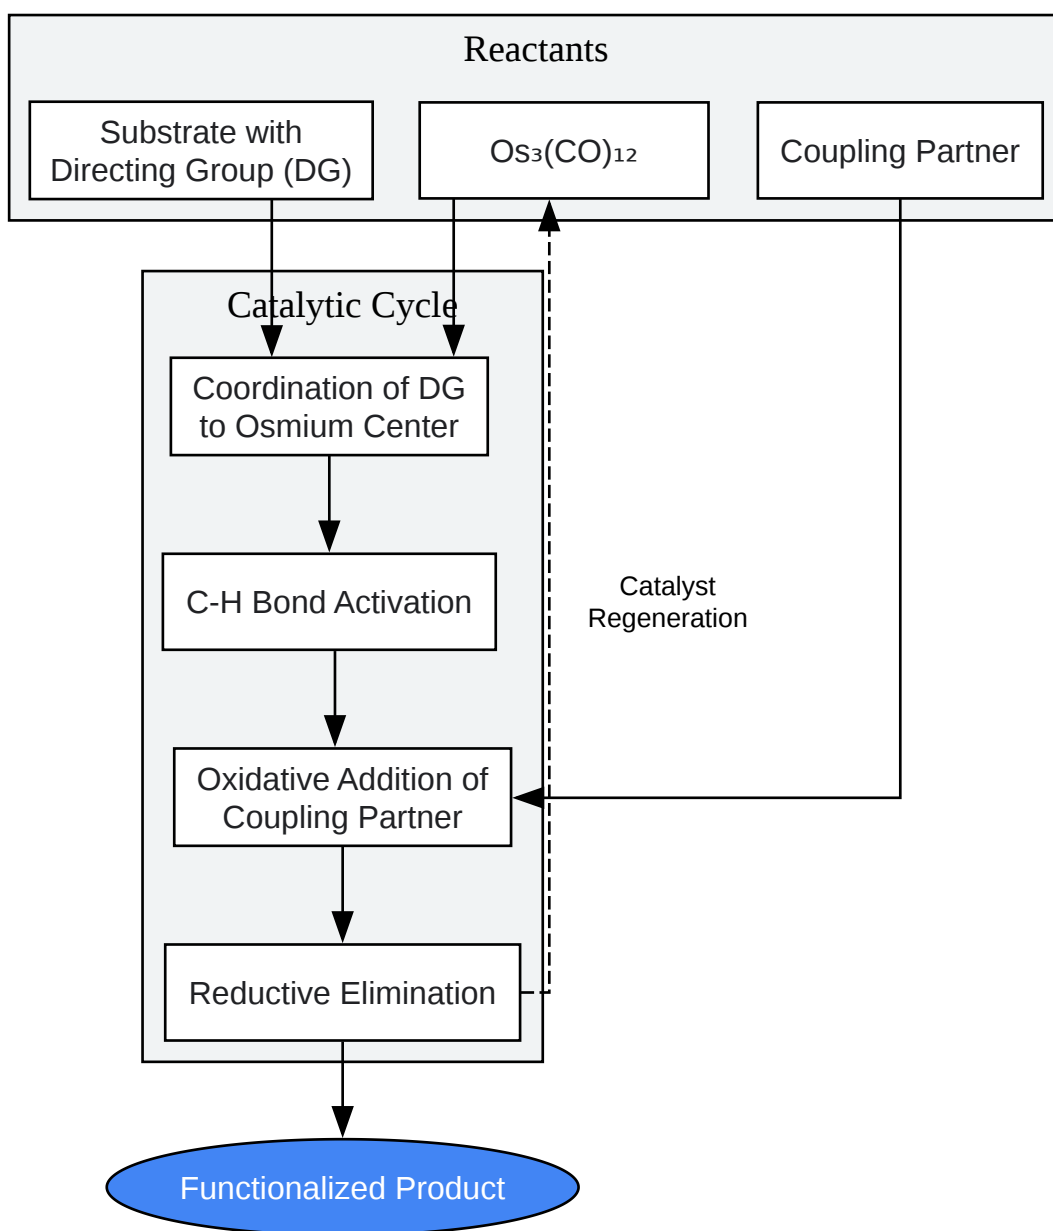 Reactants
Substrate with
Directing Group (DG)
Os₃(CO)₁₂
Coupling Partner
Catalytic Cycle
Coordination of DG
to Osmium Center
C-H Bond Activation
Catalyst
Regeneration
Oxidative Addition of
Coupling Partner
Reductive Elimination
Functionalized Product